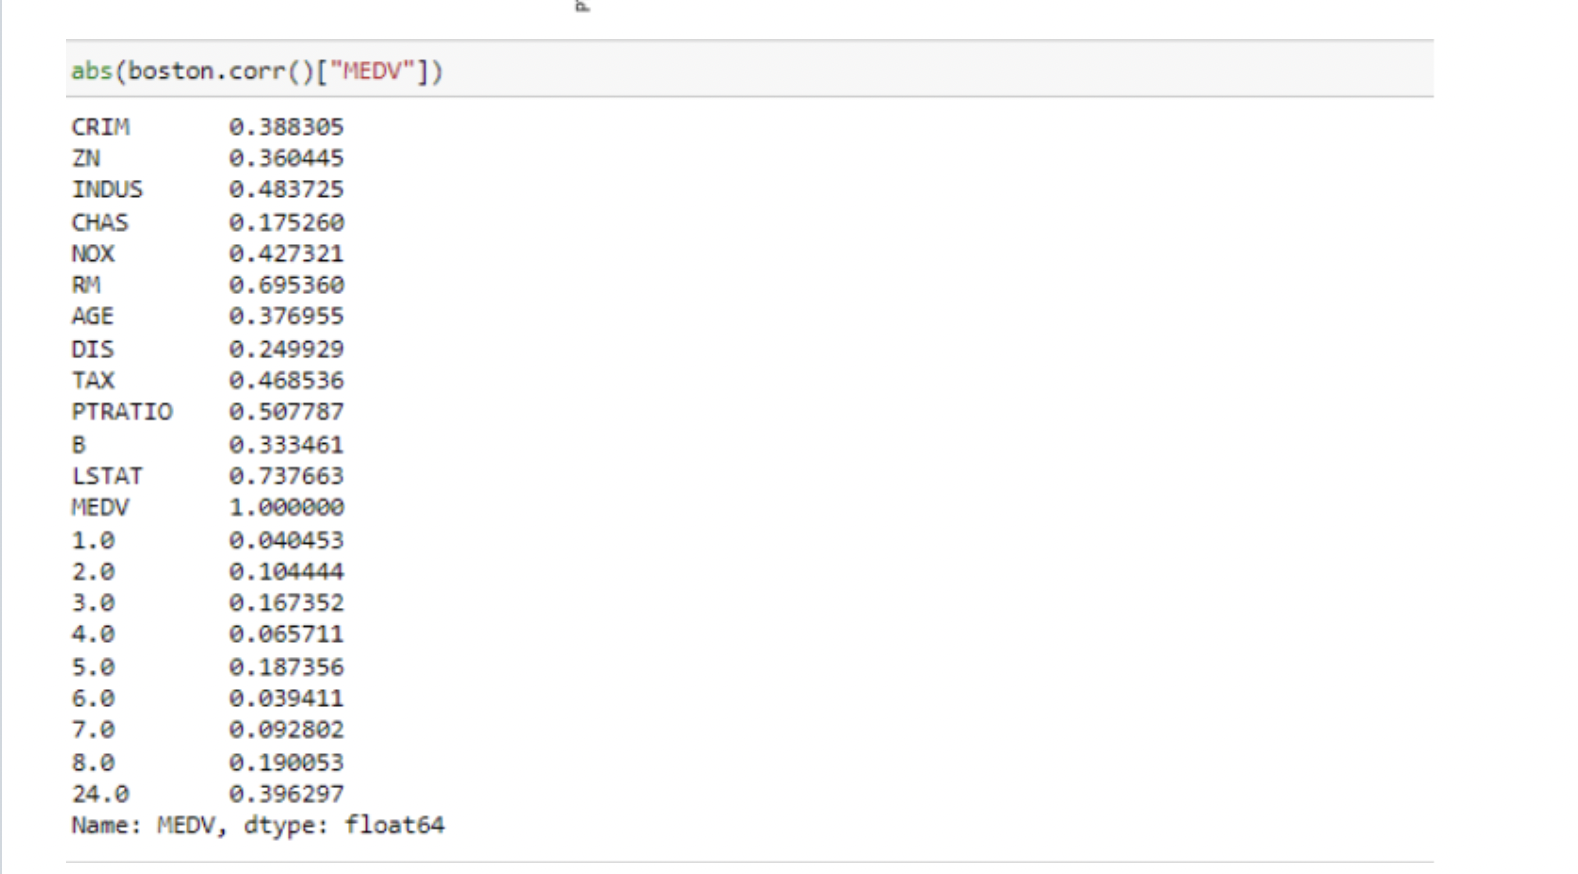 abs(boston.corr()["MEDV"])
CRIM 0.388305
ZN 0.360445
INDUS 0.483725
CHAS 0.175260
NOX 0.427321
RM 0.695360
AGE 0.376955
DIS 0.249929
TAX 0.468536
PTRATIO 0.507787
B 0.333461
LSTAT 0.737663
MEDV 1.000000
1.0 0.040453
2.0 0.104444
3.0 0.167352
4.0 0.065711
5.0 0.187356
6.0 0.039411
7.0 0.092802
8.0 0.190053
24.0 0.396297
Name: MEDV, dtype: float64